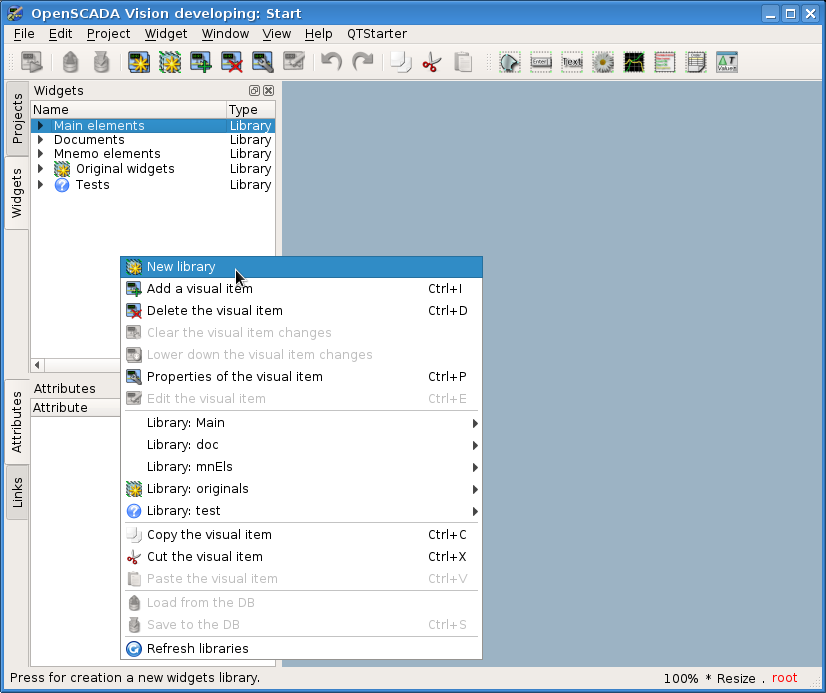 OpenSCADA Vision developing: Start
File Edit Project Widget Window View Help QTStarter
Projects
Widgets
Attributes
Links
Widgets
Name Type
Main elements Library
Documents Library
Mnemo elements Library
Original widgets Library
Tests Library
Attributes
Attribute
New library
Add a visual item Ctrl+I
Delete the visual item Ctrl+D
Clear the visual item changes
Lower down the visual item changes
Properties of the visual item Ctrl+P
Edit the visual item Ctrl+E
Library: Main
Library: doc
Library: mnEls
Library: originals
Library: test
Copy the visual item Ctrl+C
Cut the visual item Ctrl+X
Paste the visual item Ctrl+V
Load from the DB
Save to the DB Ctrl+S
Refresh libraries
Press for creation a new widgets library. 100% * Resize . root